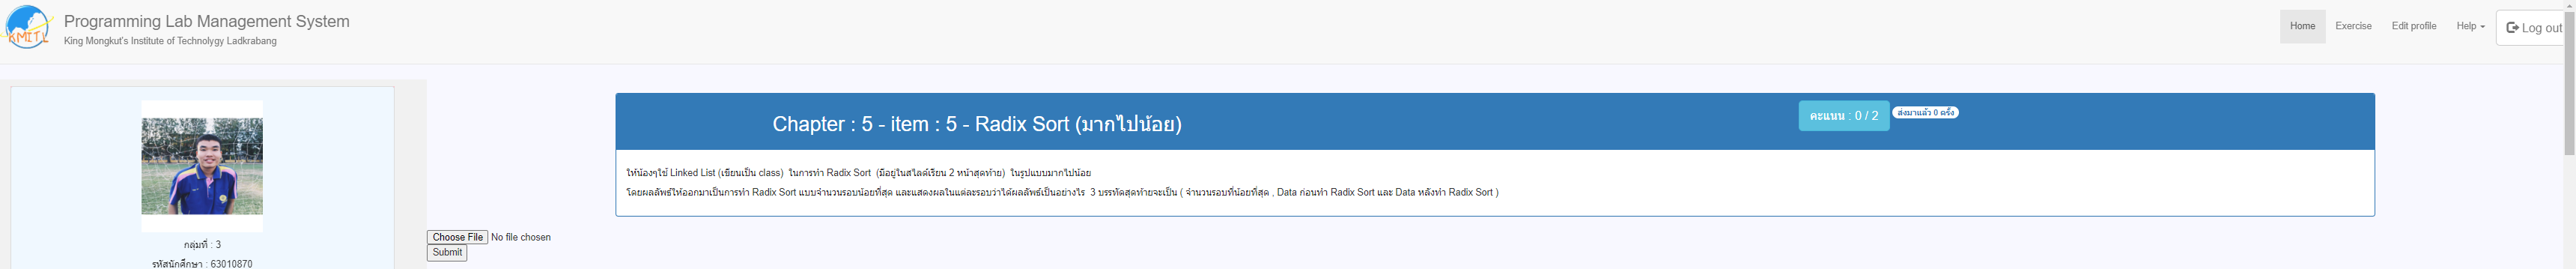 KMITL
Programming Lab Management System
King Mongkut's Institute of Technolygy Ladkrabang
Home
Exercise
Edit profile
Help
Log out
Chapter : 5 - item : 5 - Radix Sort (มากไปน้อย)
คะแนน : 0 / 2
ส่งมาแล้ว 0 ครั้ง
ให้น้องๆใช้ Linked List (เขียนเป็น class) ในการทำ Radix Sort (มีอยู่ในสไลด์เรียน 2 หน้าสุดท้าย) ในรูปแบบมากไปน้อย
โดยผลลัพธ์ให้ออกมาเป็นการทำ Radix Sort แบบจำนวนรอบน้อยที่สุด และแสดงผลในแต่ละรอบว่าได้ผลลัพธ์เป็นอย่างไร 3 บรรทัดสุดท้ายจะเป็น ( จำนวนรอบที่น้อยที่สุด , Data ก่อนทำ Radix Sort และ Data หลังทำ Radix Sort )
Choose File No file chosen
Submit
กลุ่มที่ : 3
รหัสนักศึกษา : 63010870